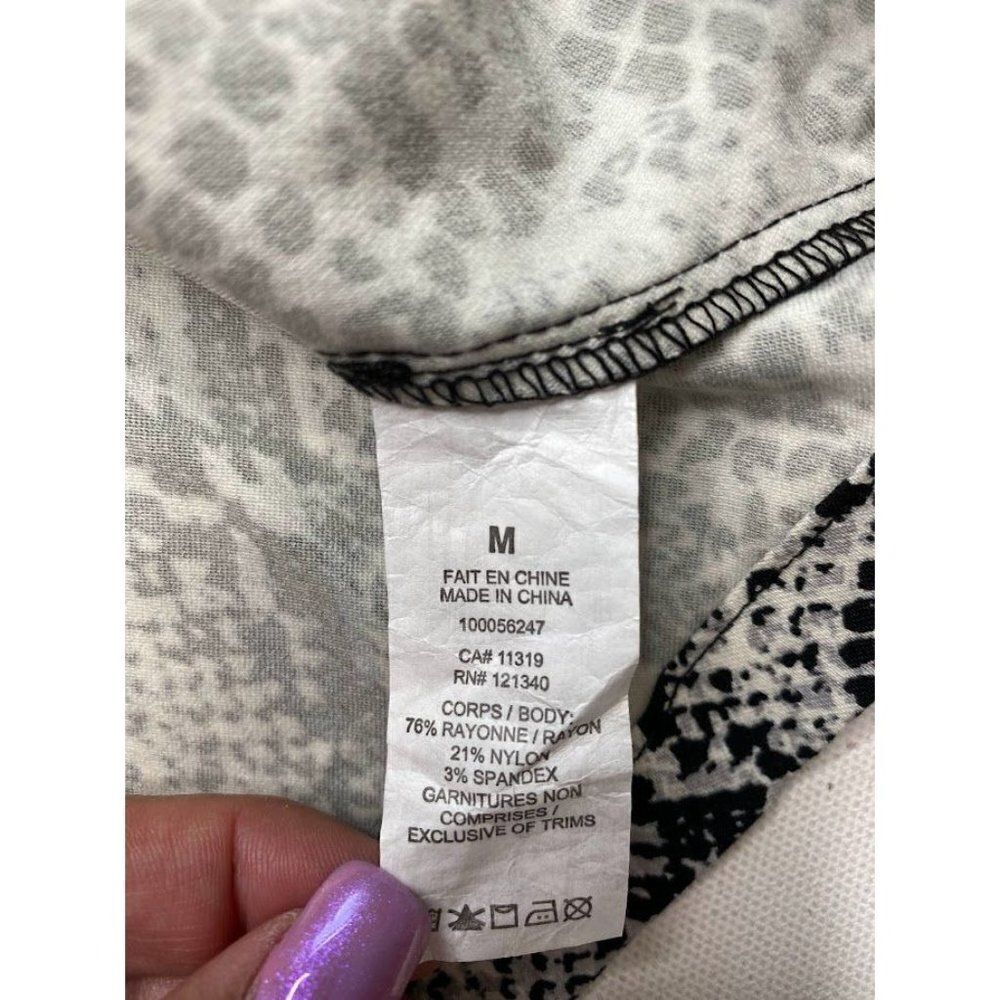 M
FAIT EN CHINE
MADE IN CHINA
100056247
CA# 11319
RN# 121340
CORPS / BODY:
76% RAYONNE / RAYON
21% NYLON
3% SPANDEX
GARNITURES NON
COMPRISES /
EXCLUSIVE OF TRIMS